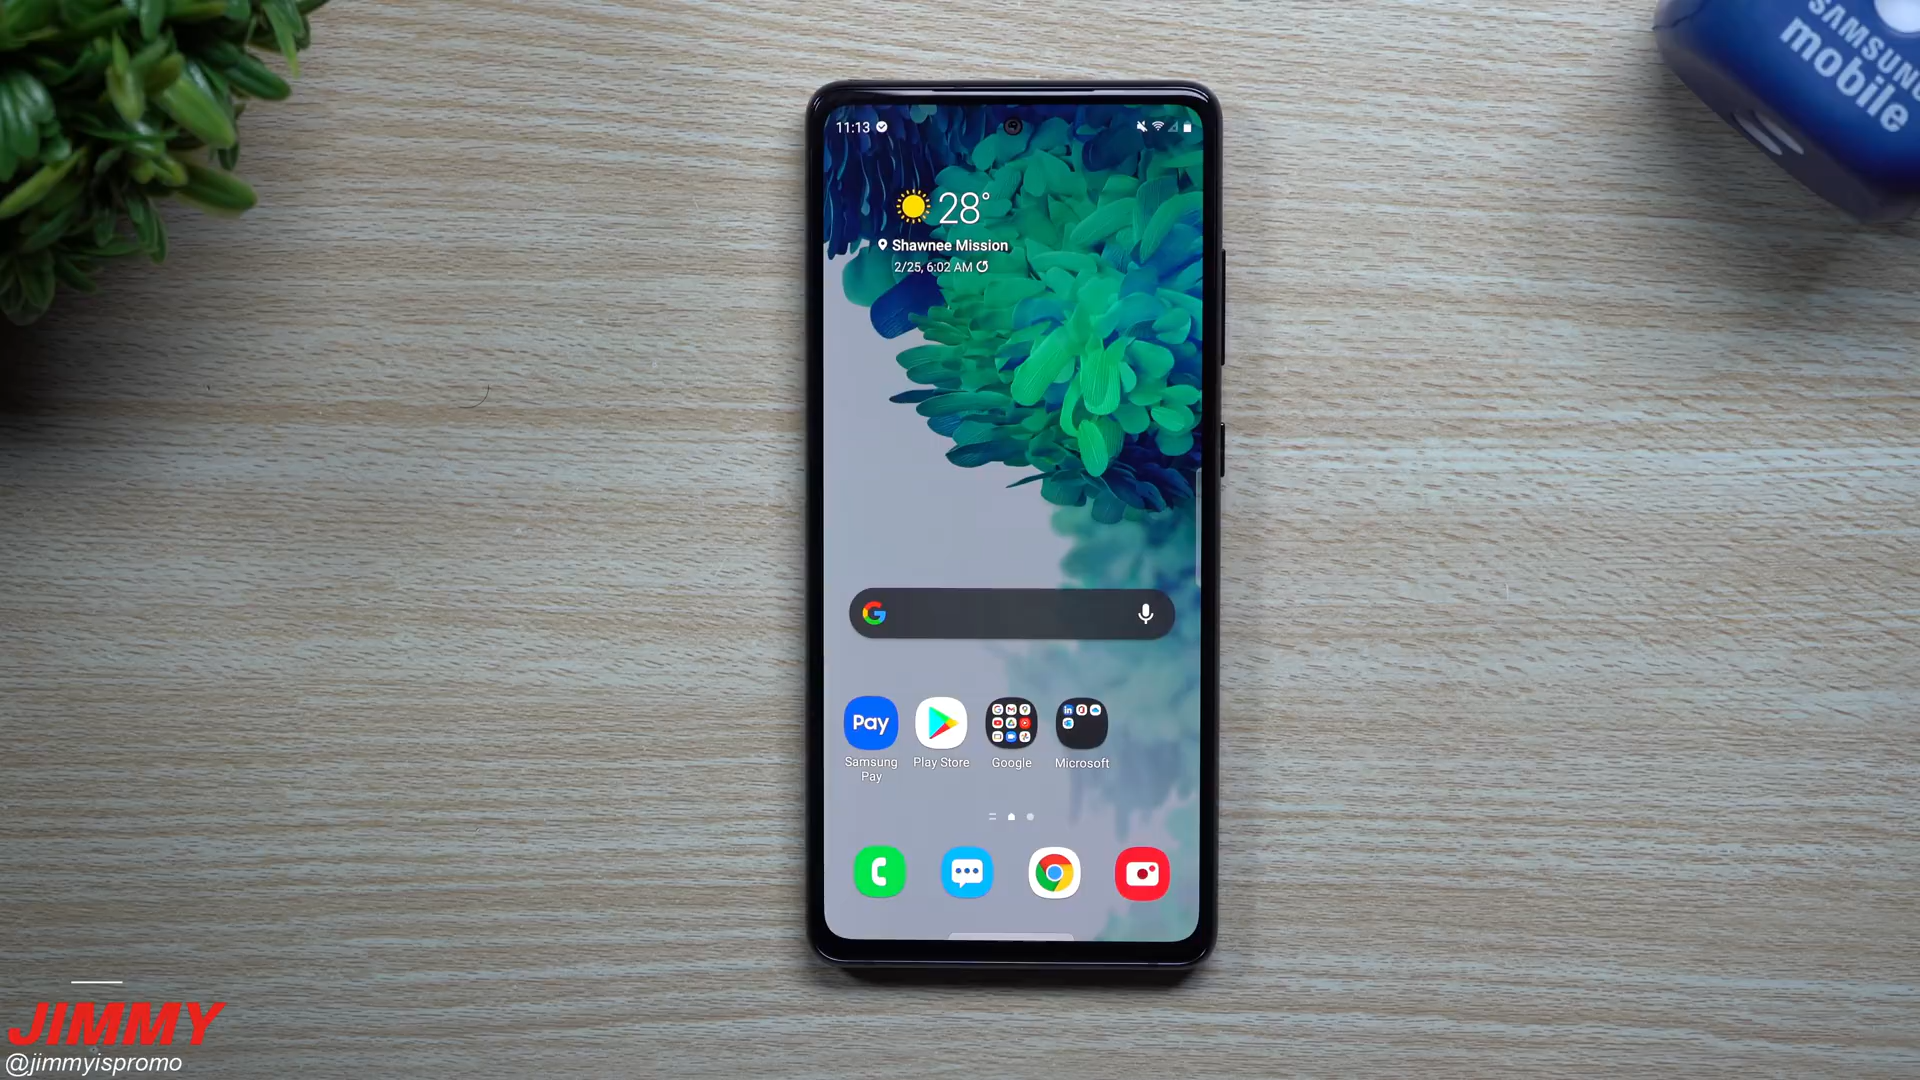 SAMSUNG
mobile
11:13
28°
Shawnee Mission
2/25, 6:02 AM
Pay
Samsung
Pay
Play Store
Google
Microsoft
JIMMY
@jimmyispromo